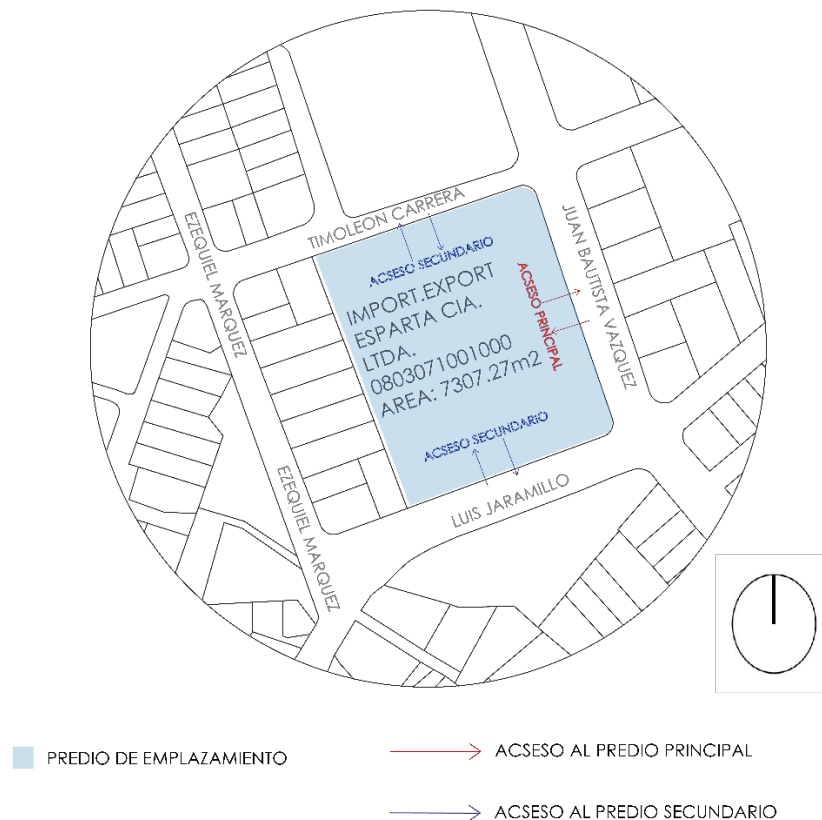 TIMOLEON CARRERA
EZEQUIEL MARQUEZ
JUAN BAUTISTA VAZQUEZ
ACSESO SECUNDARIO
IMPORT.EXPORT
ESPARTA CIA.
LTDA.
0803071001000
AREA: 7307.27m2
ACSESO PRINCIPAL
ACSESO SECUNDARIO
EZEQUIEL MARQUEZ
LUIS JARAMILLO
PREDIO DE EMPLAZAMIENTO
ACSESO AL PREDIO PRINCIPAL
ACSESO AL PREDIO SECUNDARIO